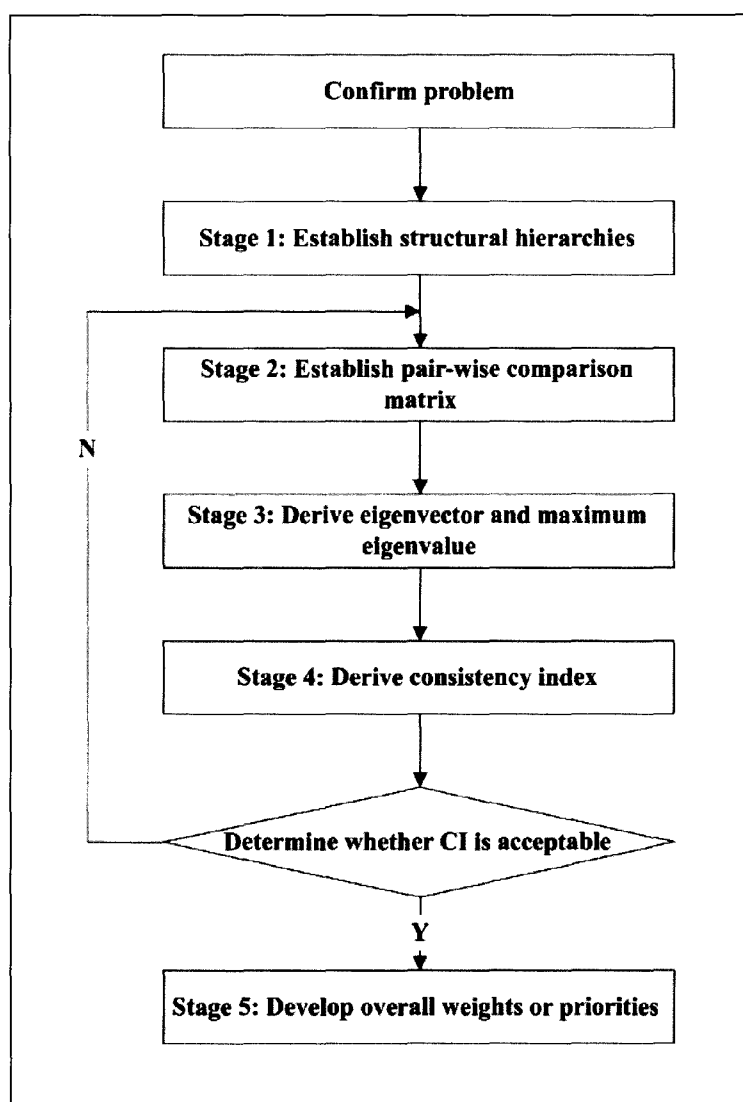 Confirm problem
Stage 1: Establish structural hierarchies
Stage 2: Establish pair-wise comparison
matrix
N
Stage 3: Derive eigenvector and maximum
eigenvalue
Stage 4: Derive consistency index
Determine whether CI is acceptable
Y
Stage 5: Develop overall weights or priorities